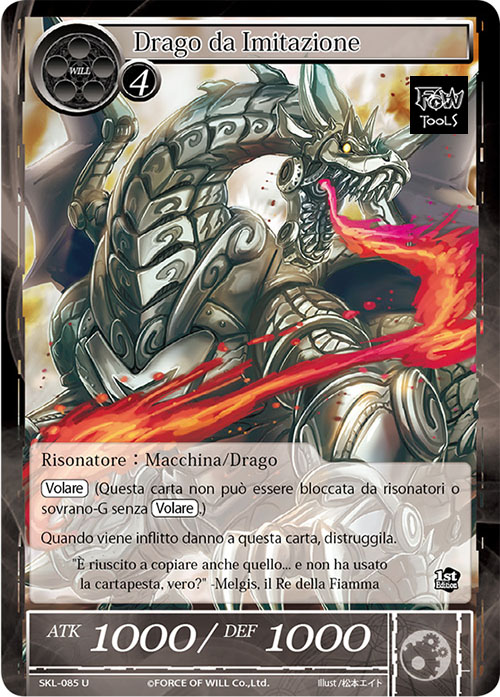 Drago da Imitazione
WILL
4
FOW
TOOLS
Risonatore : Macchina/Drago
Volare (Questa carta non può essere bloccata da risonatori o
sovrano-G senza Volare.)
Quando viene inflitto danno a questa carta, distruggila.
"È riuscito a copiare anche quello... e non ha usato
la cartapesta, vero?" -Melgis, il Re della Fiamma
1st
Edition
ATK 1000 / DEF 1000
SKL-085 U ©FORCE OF WILL Co.,Ltd. Illust /松本エイト